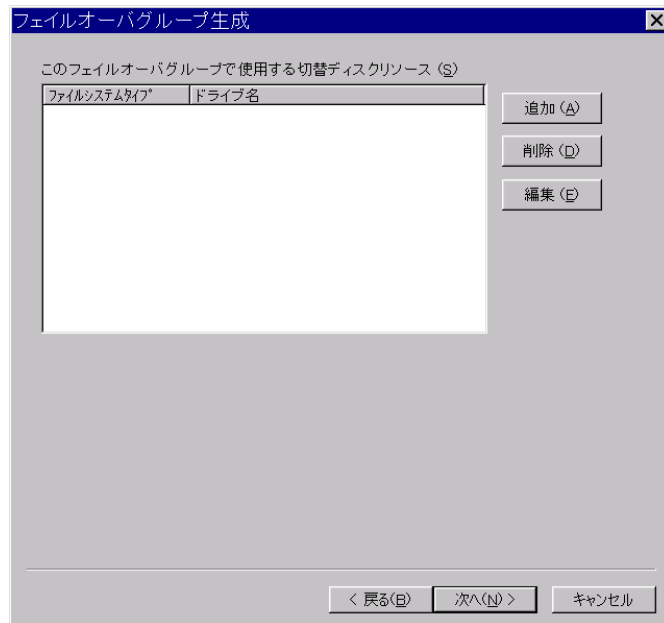 フェイルオーバグループ生成
このフェイルオーバグループで使用する切替ディスクリソース (S)
ファイルシステムタイプ ドライブ名
追加 (A)
削除 (D)
編集 (E)
< 戻る(B) 次へ(N) > キャンセル